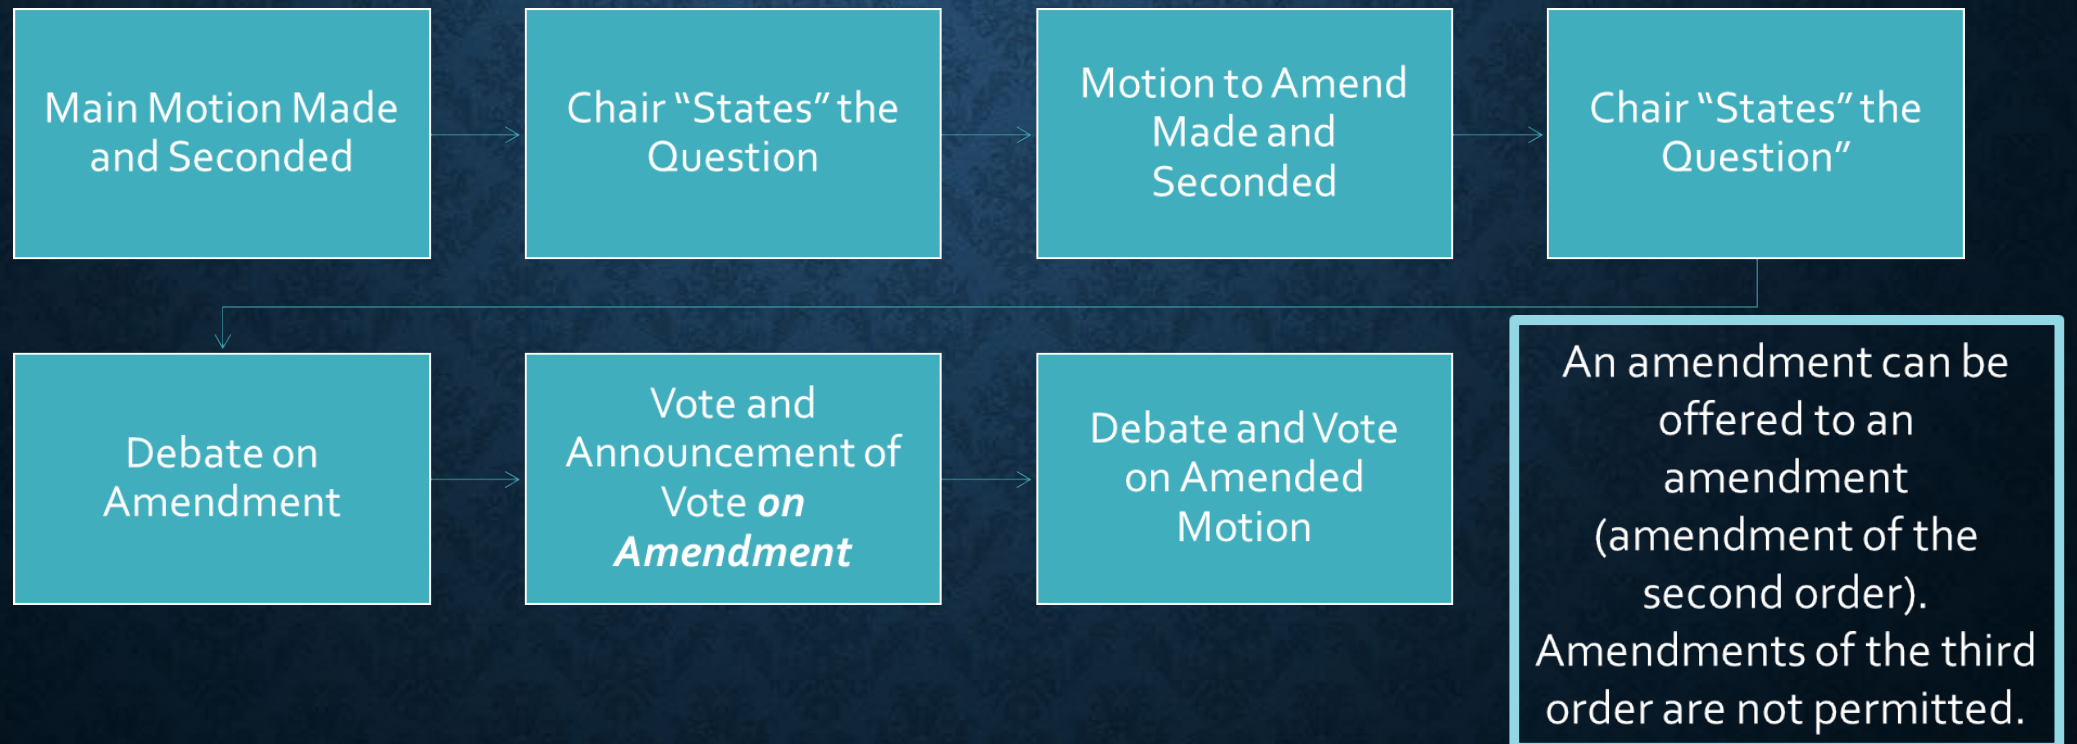 Main Motion Made
and Seconded
Chair “States” the
Question
Motion to Amend
Made and
Seconded
Chair “States” the
Question”
Debate on
Amendment
Vote and
Announcement of
Vote on
Amendment
Debate and Vote
on Amended
Motion
An amendment can be
offered to an
amendment
(amendment of the
second order).
Amendments of the third
order are not permitted.